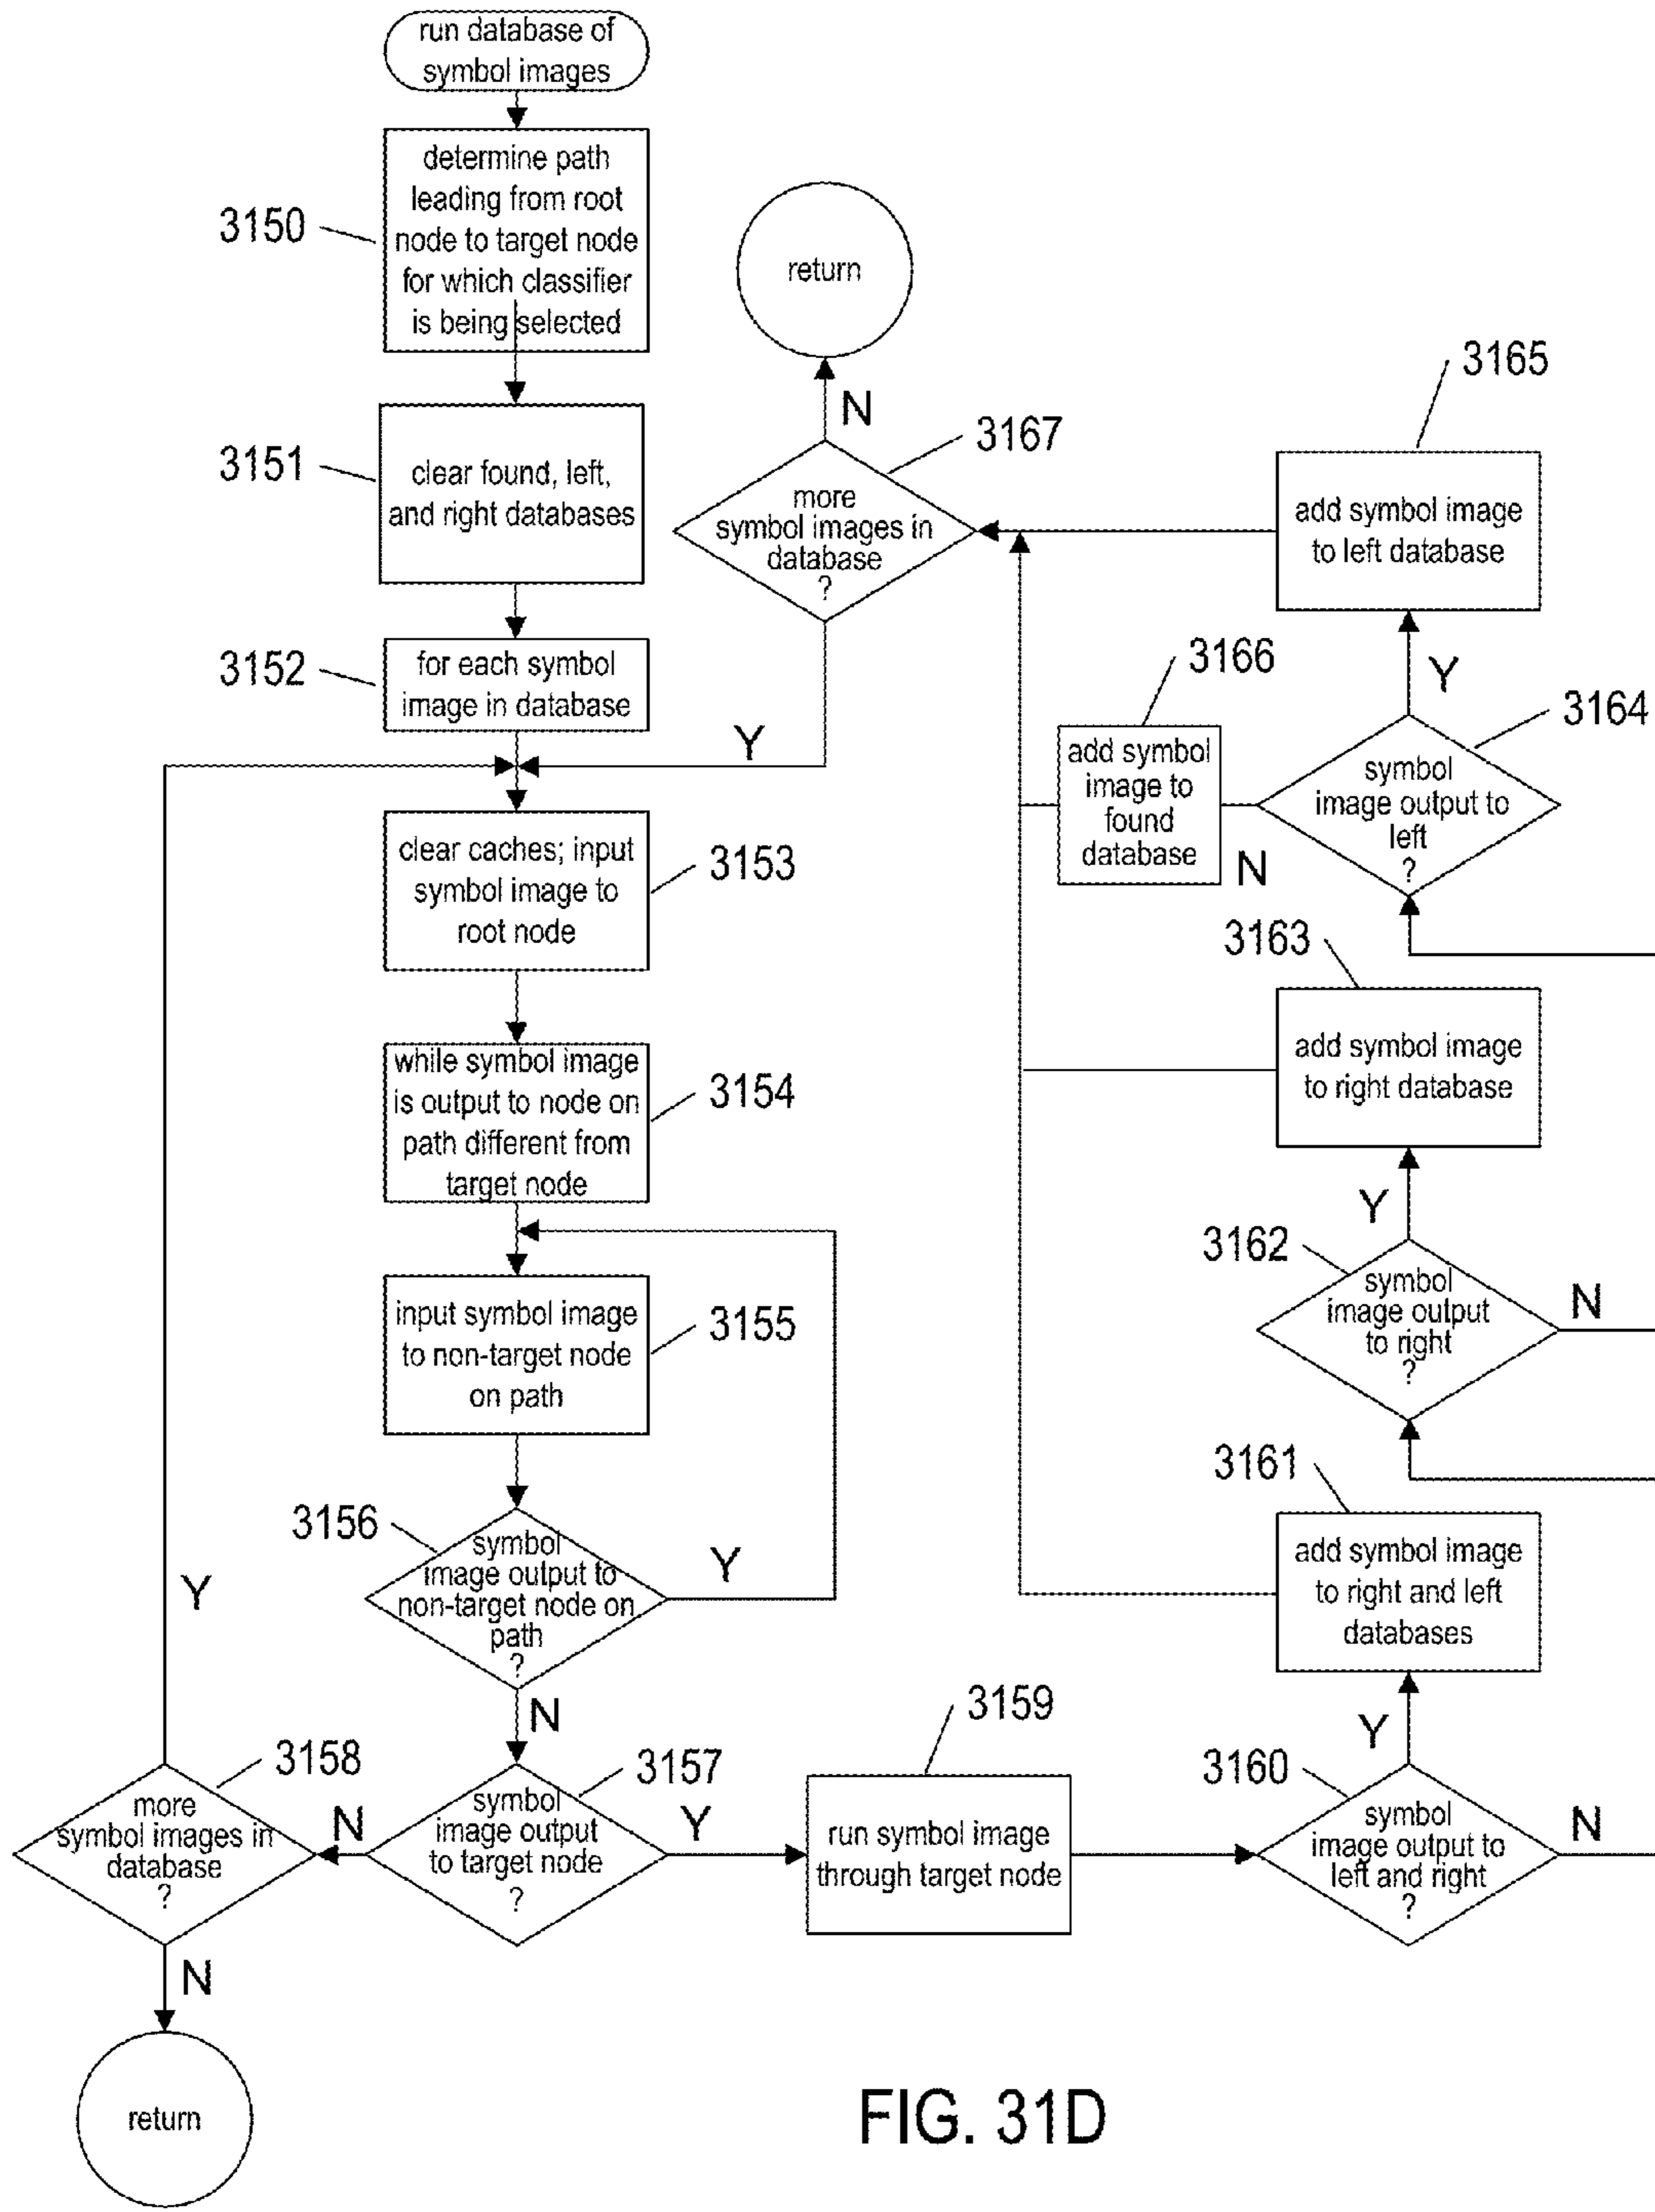 run database of
symbol images
3150
determine path
leading from root
node to target node
for which classifier
is being selected
3151
clear found, left,
and right databases
3152
for each symbol
image in database
Y
clear caches; input
symbol image to
root node
3153
while symbol image
is output to node on
path different from
target node
3154
input symbol image
to non-target node
on path
3155
3156
symbol
image output to
non-target node on
path
?
Y
N
Y
3157
symbol
image output
to target node
?
N
Y
3158
more
symbol images in
database
?
N
return
3159
run symbol image
through target node
3160
symbol
image output to
left and right
?
Y
N
3161
add symbol image
to right and left
databases
3162
symbol
image output
to right
?
Y
N
3163
add symbol image
to right database
3164
symbol
image output to
left
?
Y
N
3165
add symbol image
to left database
3166
add symbol
image to
found
database
3167
more
symbol images in
database
?
N
return
FIG. 31D